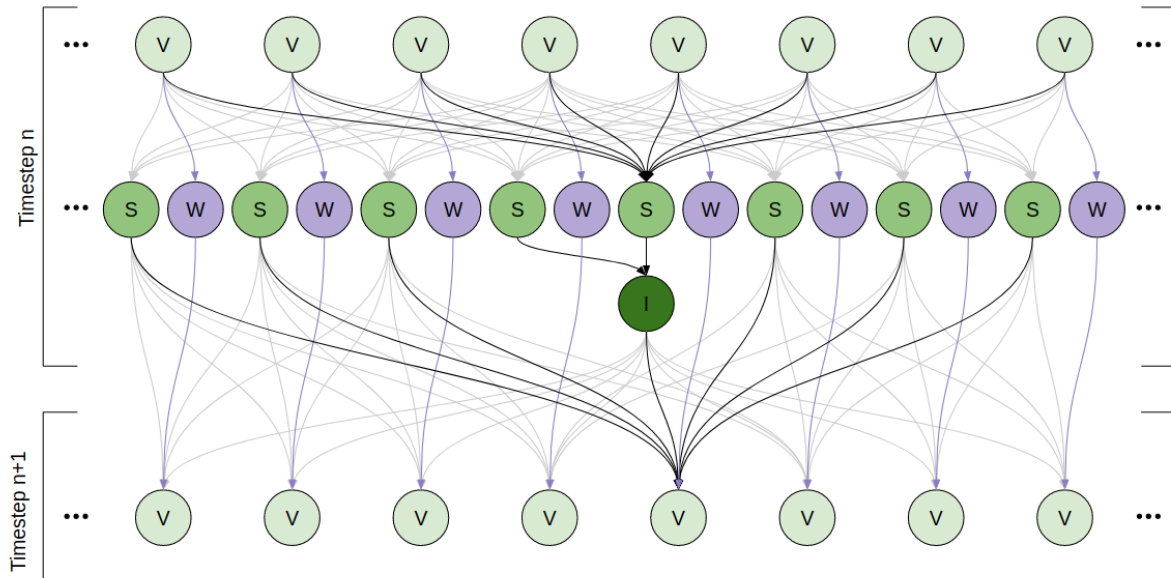 Timestep n
... V V V V V V V V ...
... S W S W S W S W S W S W S W S W ...
I
Timestep n+1
... V V V V V V V V ...